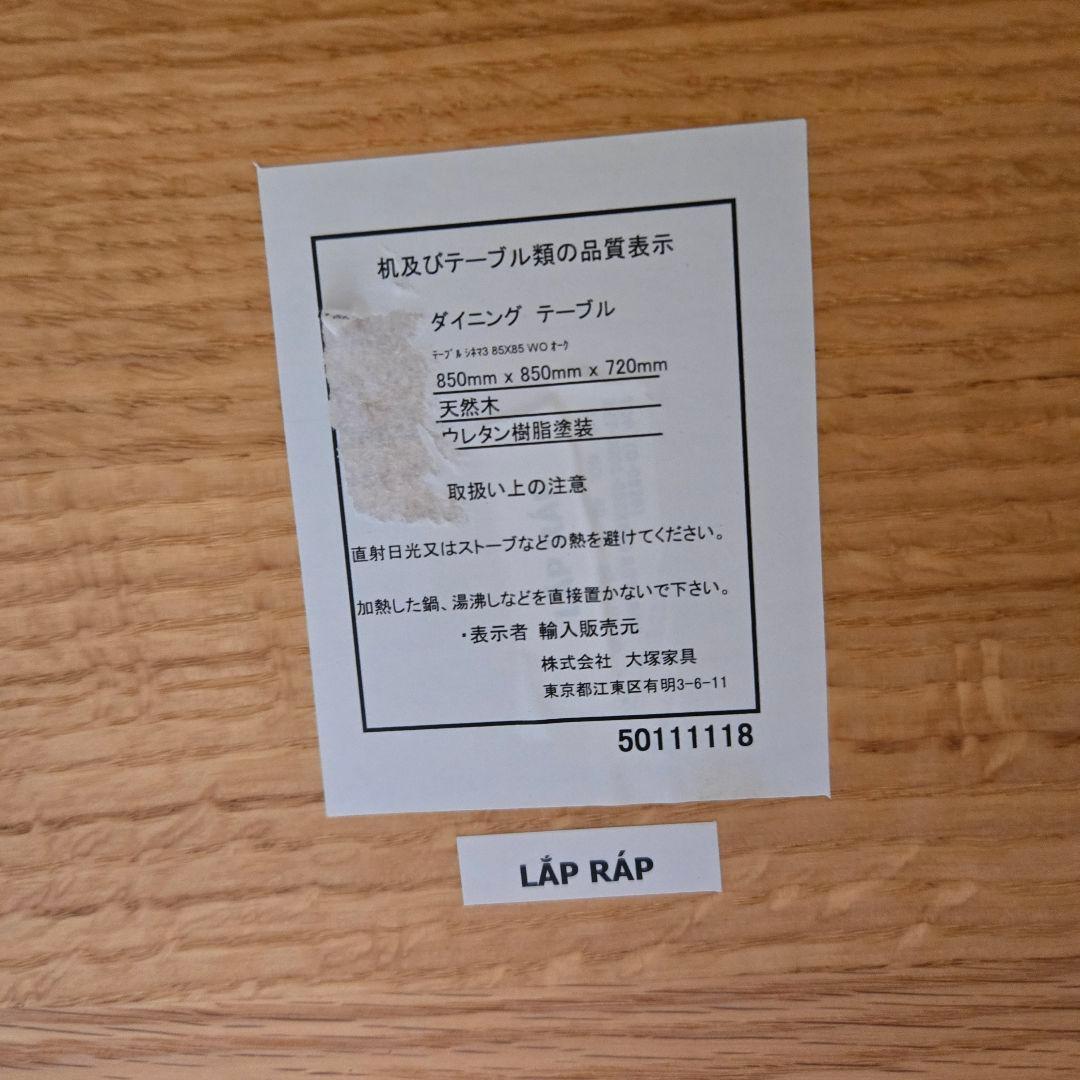 机及びテーブル類の品質表示
ダイニング テーブル
ﾃｰﾌﾞﾙ ｼﾈﾏ3 85X85 WO ｵｰｸ
850mm x 850mm x 720mm
天然木
ウレタン樹脂塗装
取扱い上の注意
直射日光又はストーブなどの熱を避けてください。
加熱した鍋、湯沸しなどを直接置かないで下さい。
・表示者 輸入販売元
株式会社 大塚家具
東京都江東区有明3-6-11
50111118
LẮP RÁP